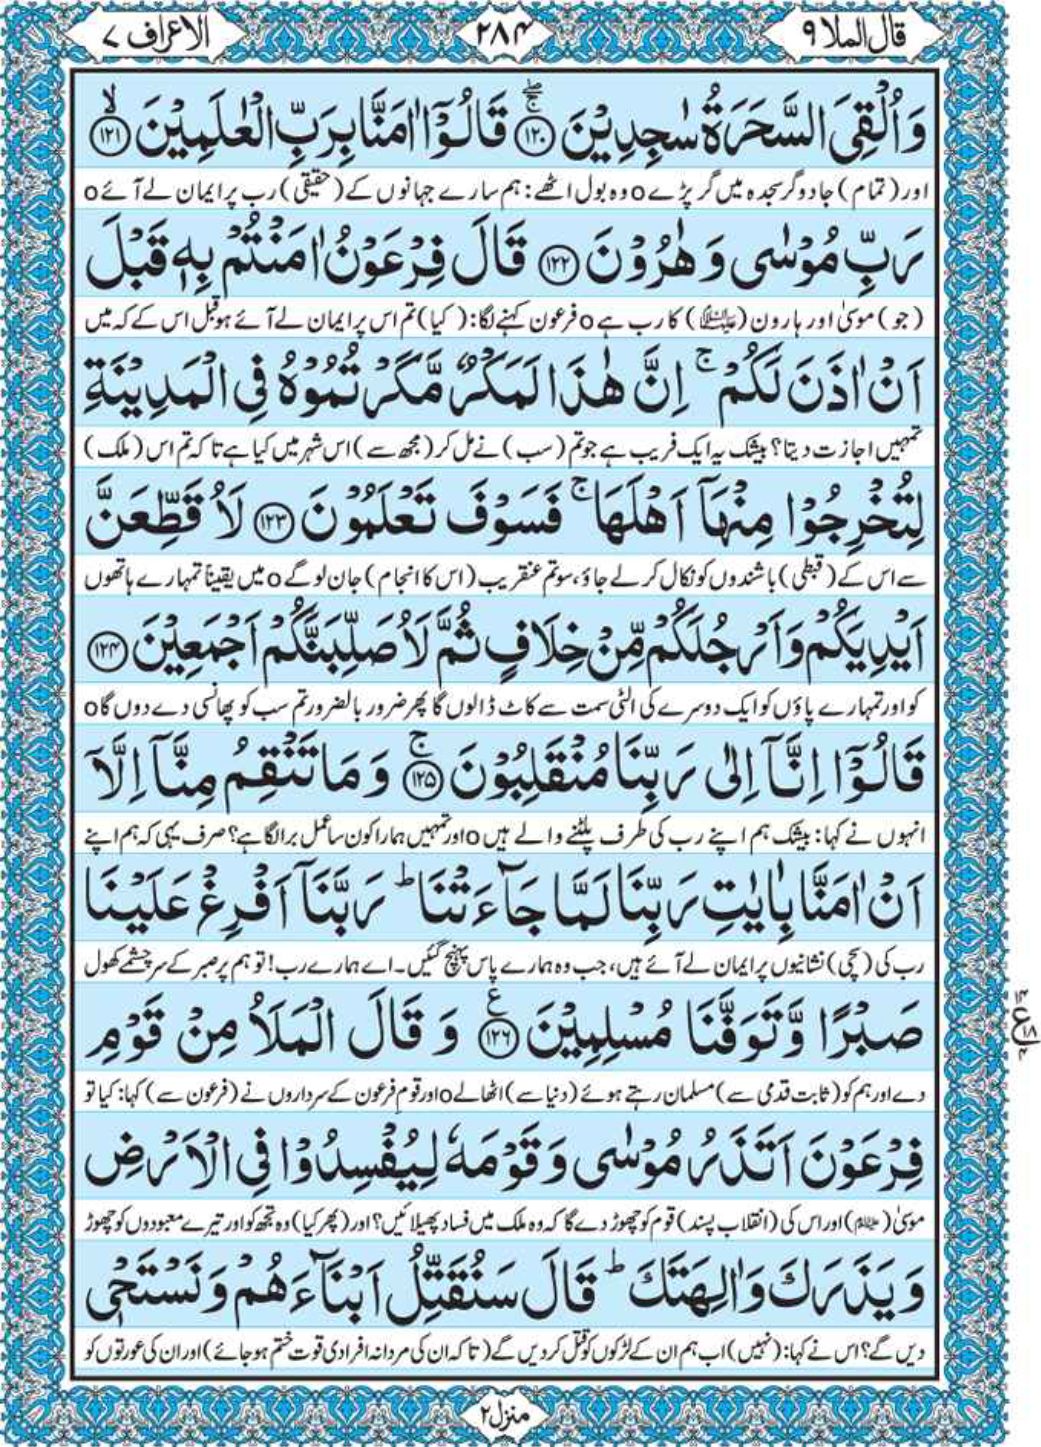 قال الملا ۹
۲۸۴
الاعراف ۷
وَاُلْقِیَ السَّحَرَةُ سٰجِدِیْنَ ۚۖ ﴿۱۲۰﴾ قَالُوْۤا اٰمَنَّا بِرَبِّ الْعٰلَمِیْنَ ۙ ﴿۱۲۱﴾
اور (تمام) جادوگر سجدہ میں گر پڑے o وہ بول اٹھے: ہم سارے جہانوں کے (حقیقی) رب پر ایمان لے آئے o
رَبِّ مُوْسٰی وَ هٰرُوْنَ ﴿۱۲۲﴾ قَالَ فِرْعَوْنُ اٰمَنْتُمْ بِهٖ قَبْلَ
(جو) موسیٰ اور ہارون (علیہما السلام) کا رب ہے o فرعون کہنے لگا: (کیا) تم اس پر ایمان لے آئے ہو قبل اس کے کہ میں
اَنْ اٰذَنَ لَكُمْ ۚ اِنَّ هٰذَا لَمَكْرٌ مَّكَرْتُمُوْهُ فِی الْمَدِیْنَةِ
تمہیں اجازت دیتا؟ بیشک یہ ایک فریب ہے جو تم (سب) نے مل کر (مجھ سے) اس شہر میں کیا ہے تاکہ تم اس (ملک)
لِتُخْرِجُوْا مِنْهَاۤ اَهْلَهَا ۚ فَسَوْفَ تَعْلَمُوْنَ ﴿۱۲۳﴾ لَاُقَطِّعَنَّ
سے اس کے (قبطی) باشندوں کو نکال کر لے جاؤ، سو تم عنقریب (اس کا انجام) جان لو گے o میں یقیناً تمہارے ہاتھوں
اَیْدِیَكُمْ وَ اَرْجُلَكُمْ مِّنْ خِلَافٍ ثُمَّ لَاُصَلِّبَنَّكُمْ اَجْمَعِیْنَ ﴿۱۲۴﴾
کو اور تمہارے پاؤں کو ایک دوسرے کی الٹی سمت سے کاٹ ڈالوں گا پھر ضرور بالضرور تم سب کو پھانسی دے دوں گا o
قَالُوْۤا اِنَّاۤ اِلٰی رَبِّنَا مُنْقَلِبُوْنَ ۚ ﴿۱۲۵﴾ وَ مَا تَنْقِمُ مِنَّاۤ اِلَّاۤ
انہوں نے کہا: بیشک ہم اپنے رب کی طرف پلٹنے والے ہیں o اور تمہیں ہمارا کون سا عمل برا لگا ہے؟ صرف یہی کہ ہم اپنے
اَنْ اٰمَنَّا بِاٰیٰتِ رَبِّنَا لَمَّا جَآءَتْنَا ؕ رَبَّنَاۤ اَفْرِغْ عَلَیْنَا
رب کی (سچی) نشانیوں پر ایمان لے آئے ہیں، جب وہ ہمارے پاس پہنچ گئیں۔ اے ہمارے رب! تو ہم پر صبر کے سرچشمے کھول
صَبْرًا وَّ تَوَفَّنَا مُسْلِمِیْنَ ۧ ﴿۱۲۶﴾ وَ قَالَ الْمَلَاُ مِنْ قَوْمِ
دے اور ہم کو (ثابت قدمی سے) مسلمان رہتے ہوئے (دنیا سے) اٹھا لے o اور قومِ فرعون کے سرداروں نے (فرعون سے) کہا: کیا تو
فِرْعَوْنَ اَتَذَرُ مُوْسٰی وَ قَوْمَهٗ لِیُفْسِدُوْا فِی الْاَرْضِ
موسیٰ (علیہ السلام) اور اس کی (انقلاب پسند) قوم کو چھوڑ دے گا کہ وہ ملک میں فساد پھیلائیں؟ اور (پھر کیا) وہ تجھ کو اور تیرے معبودوں کو چھوڑ
وَ یَذَرَكَ وَ اٰلِهَتَكَ ؕ قَالَ سَنُقَتِّلُ اَبْنَآءَهُمْ وَ نَسْتَحْیٖ
دیں گے؟ اس نے کہا: (نہیں) اب ہم ان کے لڑکوں کو قتل کر دیں گے (تاکہ ان کی مردانہ افرادی قوت ختم ہو جائے) اور ان کی عورتوں کو
منزل ۲